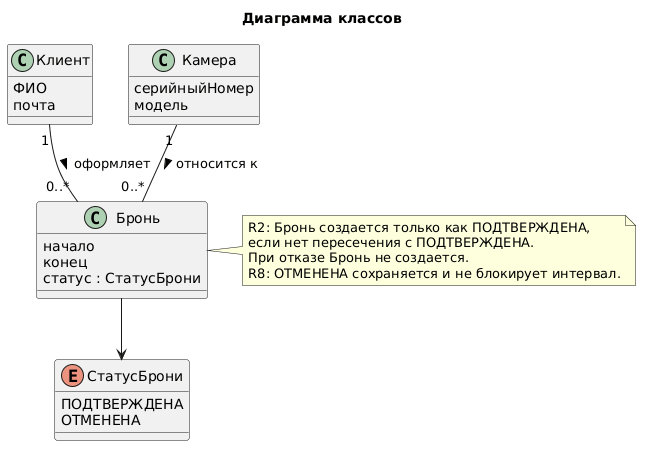 Диаграмма классов
C Клиент
ФИО
почта
C Камера
серийныйНомер
модель
1
оформляет
0..*
1
относится к
0..*
C Бронь
начало
конец
статус : СтатусБрони
R2: Бронь создается только как ПОДТВЕРЖДЕНА,
если нет пересечения с ПОДТВЕРЖДЕНА.
При отказе Бронь не создается.
R8: ОТМЕНЕНА сохраняется и не блокирует интервал.
E СтатусБрони
ПОДТВЕРЖДЕНА
ОТМЕНЕНА